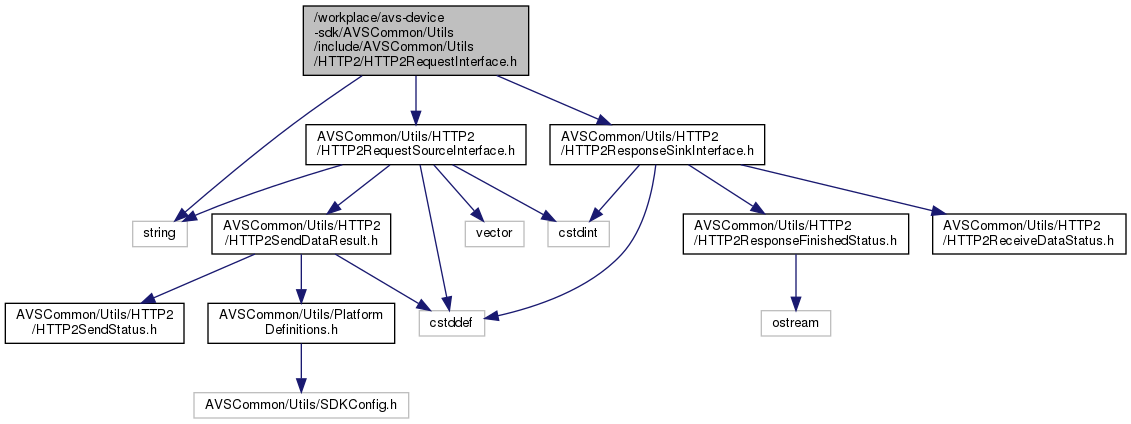 /workplace/avs-device
-sdk/AVSCommon/Utils
/include/AVSCommon/Utils
/HTTP2/HTTP2RequestInterface.h
AVSCommon/Utils/HTTP2
/HTTP2RequestSourceInterface.h
AVSCommon/Utils/HTTP2
/HTTP2ResponseSinkInterface.h
string
AVSCommon/Utils/HTTP2
/HTTP2SendDataResult.h
vector
cstdint
AVSCommon/Utils/HTTP2
/HTTP2ResponseFinishedStatus.h
AVSCommon/Utils/HTTP2
/HTTP2ReceiveDataStatus.h
AVSCommon/Utils/HTTP2
/HTTP2SendStatus.h
AVSCommon/Utils/Platform
Definitions.h
cstddef
ostream
AVSCommon/Utils/SDKConfig.h